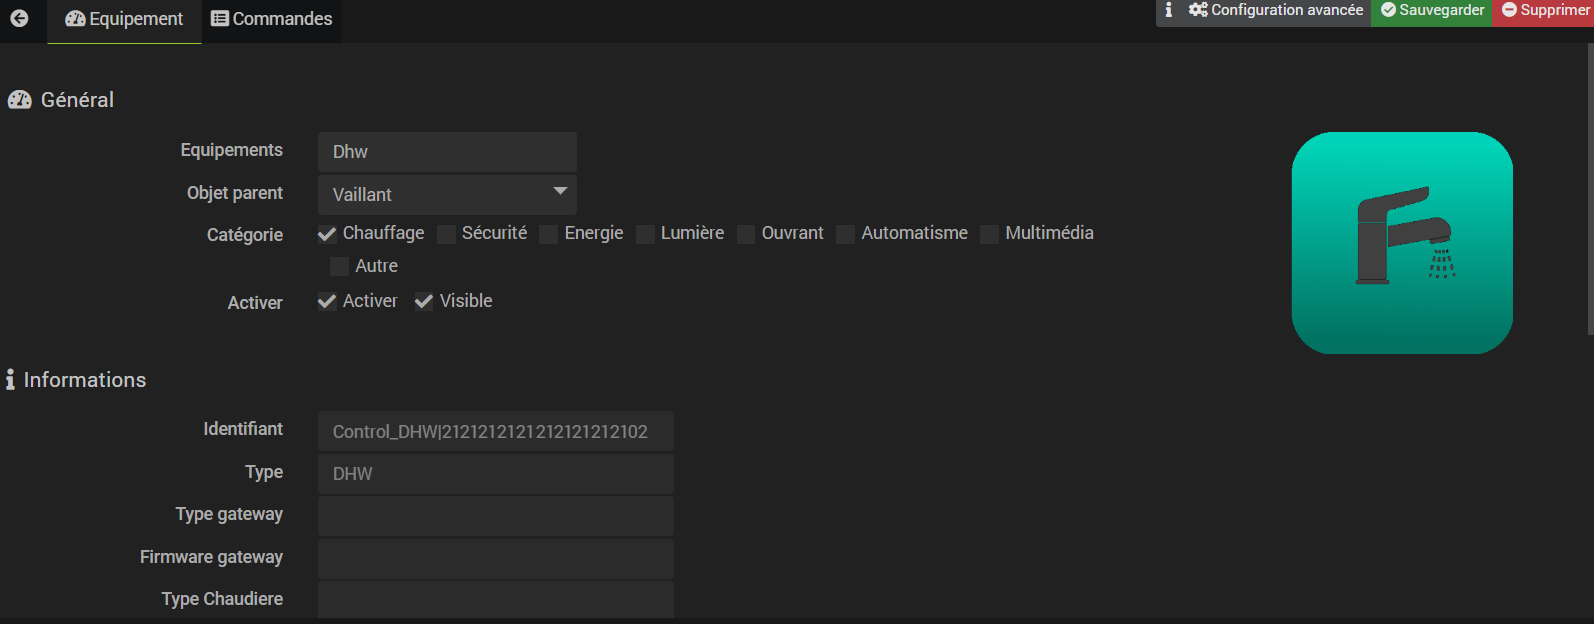 Equipement Commandes Configuration avancée Sauvegarder Supprimer
Général
Equipements Dhw
Objet parent Vaillant
Catégorie Chauffage Sécurité Energie Lumière Ouvrant Automatisme Multimédia
Autre
Activer Activer Visible
Informations
Identifiant Control_DHW|2121212121212121212102
Type DHW
Type gateway
Firmware gateway
Type Chaudiere